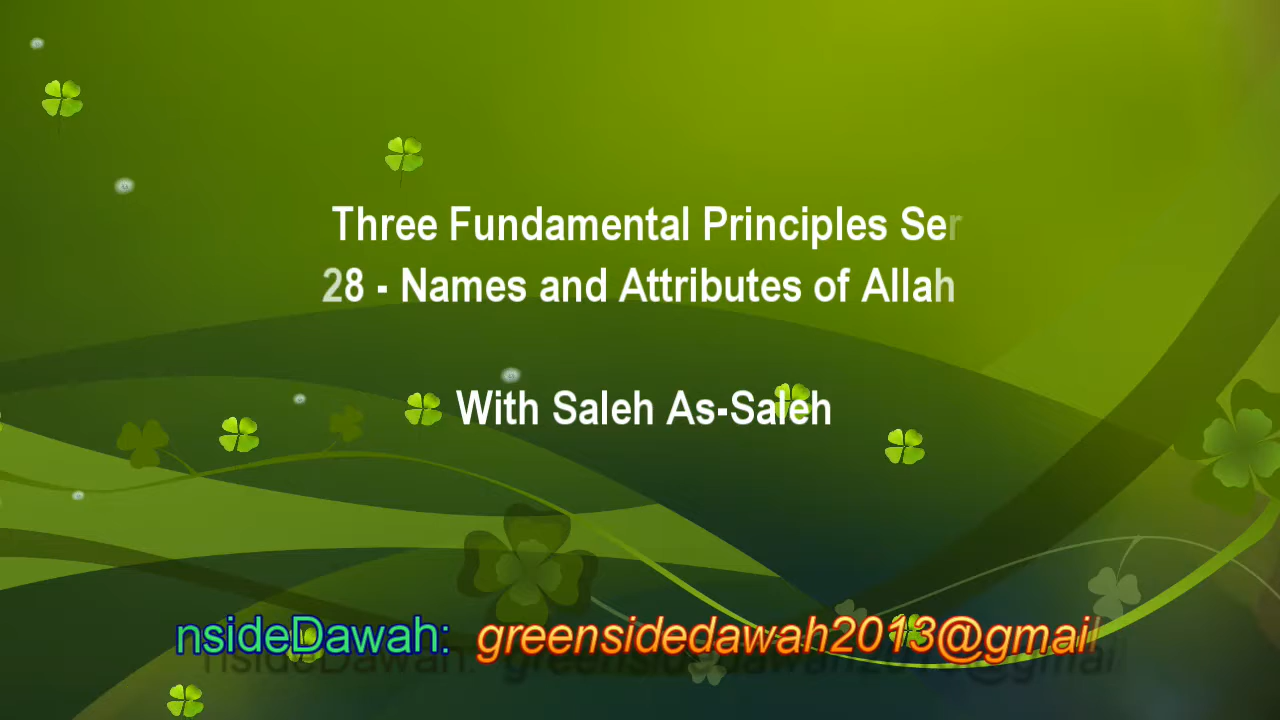 Three Fundamental Principles Ser
28 - Names and Attributes of Allah
With Saleh As-Saleh
nsideDawah: greensidedawah2013@gmail